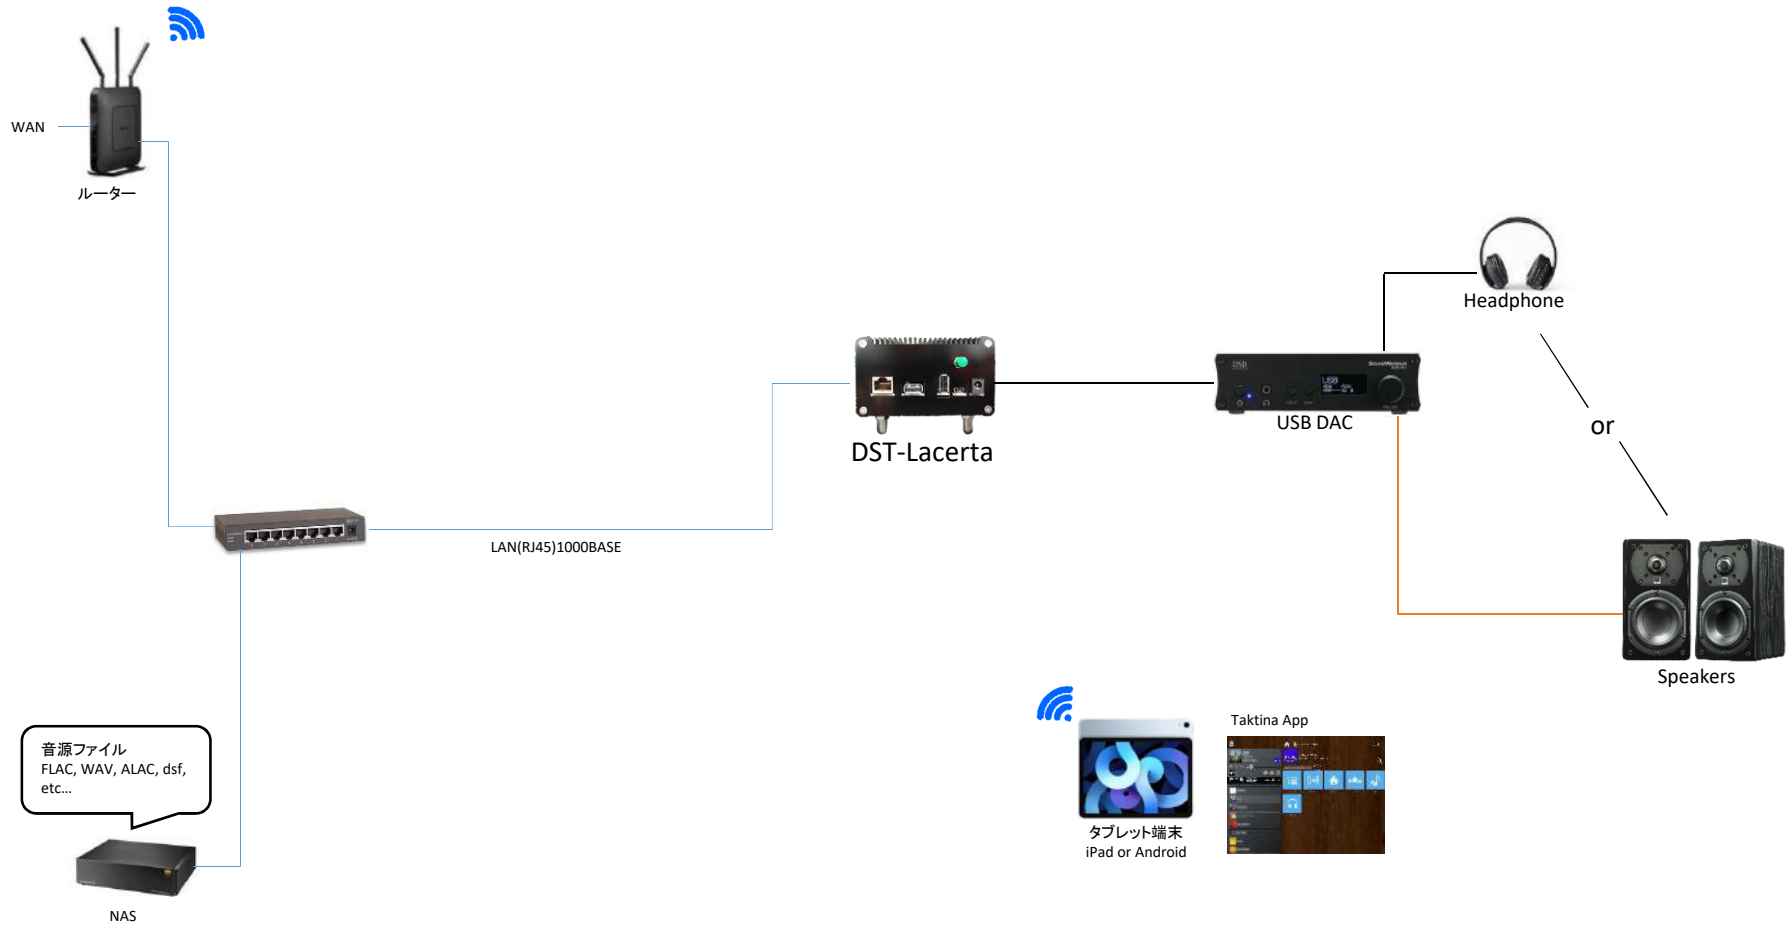 WAN
ルーター
Headphone
or
USB
USB DAC
DST-Lacerta
LAN(RJ45)1000BASE
Speakers
音源ファイル
FLAC, WAV, ALAC, dsf,
etc...
NAS
Taktina App
タブレット端末
iPad or Android